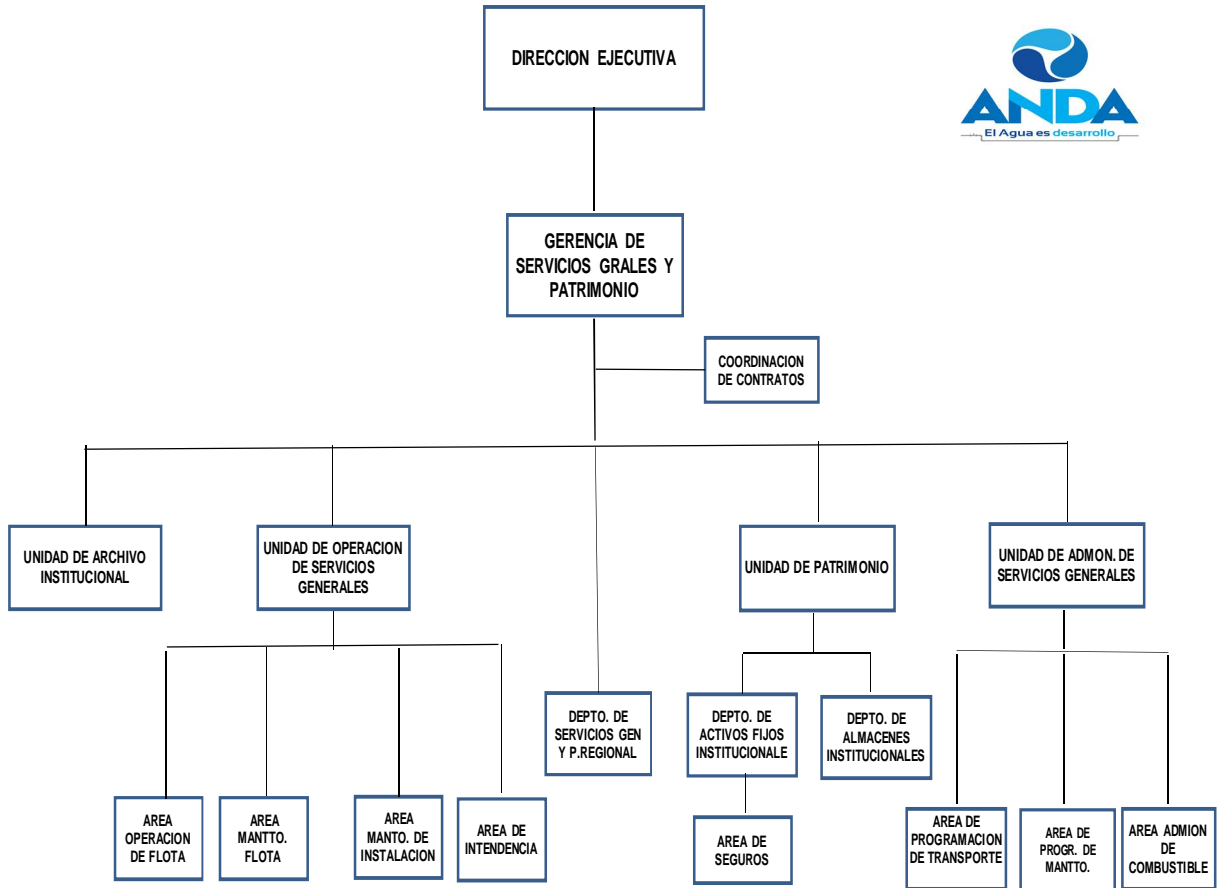 DIRECCION EJECUTIVA
ANDA
El Agua es desarrollo
GERENCIA DE
SERVICIOS GRALES Y
PATRIMONIO
COORDINACION
DE CONTRATOS
UNIDAD DE ARCHIVO
INSTITUCIONAL
UNIDAD DE OPERACION
DE SERVICIOS
GENERALES
UNIDAD DE PATRIMONIO
UNIDAD DE ADMON. DE
SERVICIOS GENERALES
DEPTO. DE
SERVICIOS GEN
Y P.REGIONAL
DEPTO. DE
ACTIVOS FIJOS
INSTITUCIONALE
DEPTO. DE
ALMACENES
INSTITUCIONALES
AREA
OPERACION
DE FLOTA
AREA
MANTTO.
FLOTA
AREA
MANTO. DE
INSTALACION
AREA DE
INTENDENCIA
AREA DE
SEGUROS
AREA DE
PROGRAMACION
DE TRANSPORTE
AREA DE
PROGR. DE
MANTTO.
AREA ADMION
DE
COMBUSTIBLE